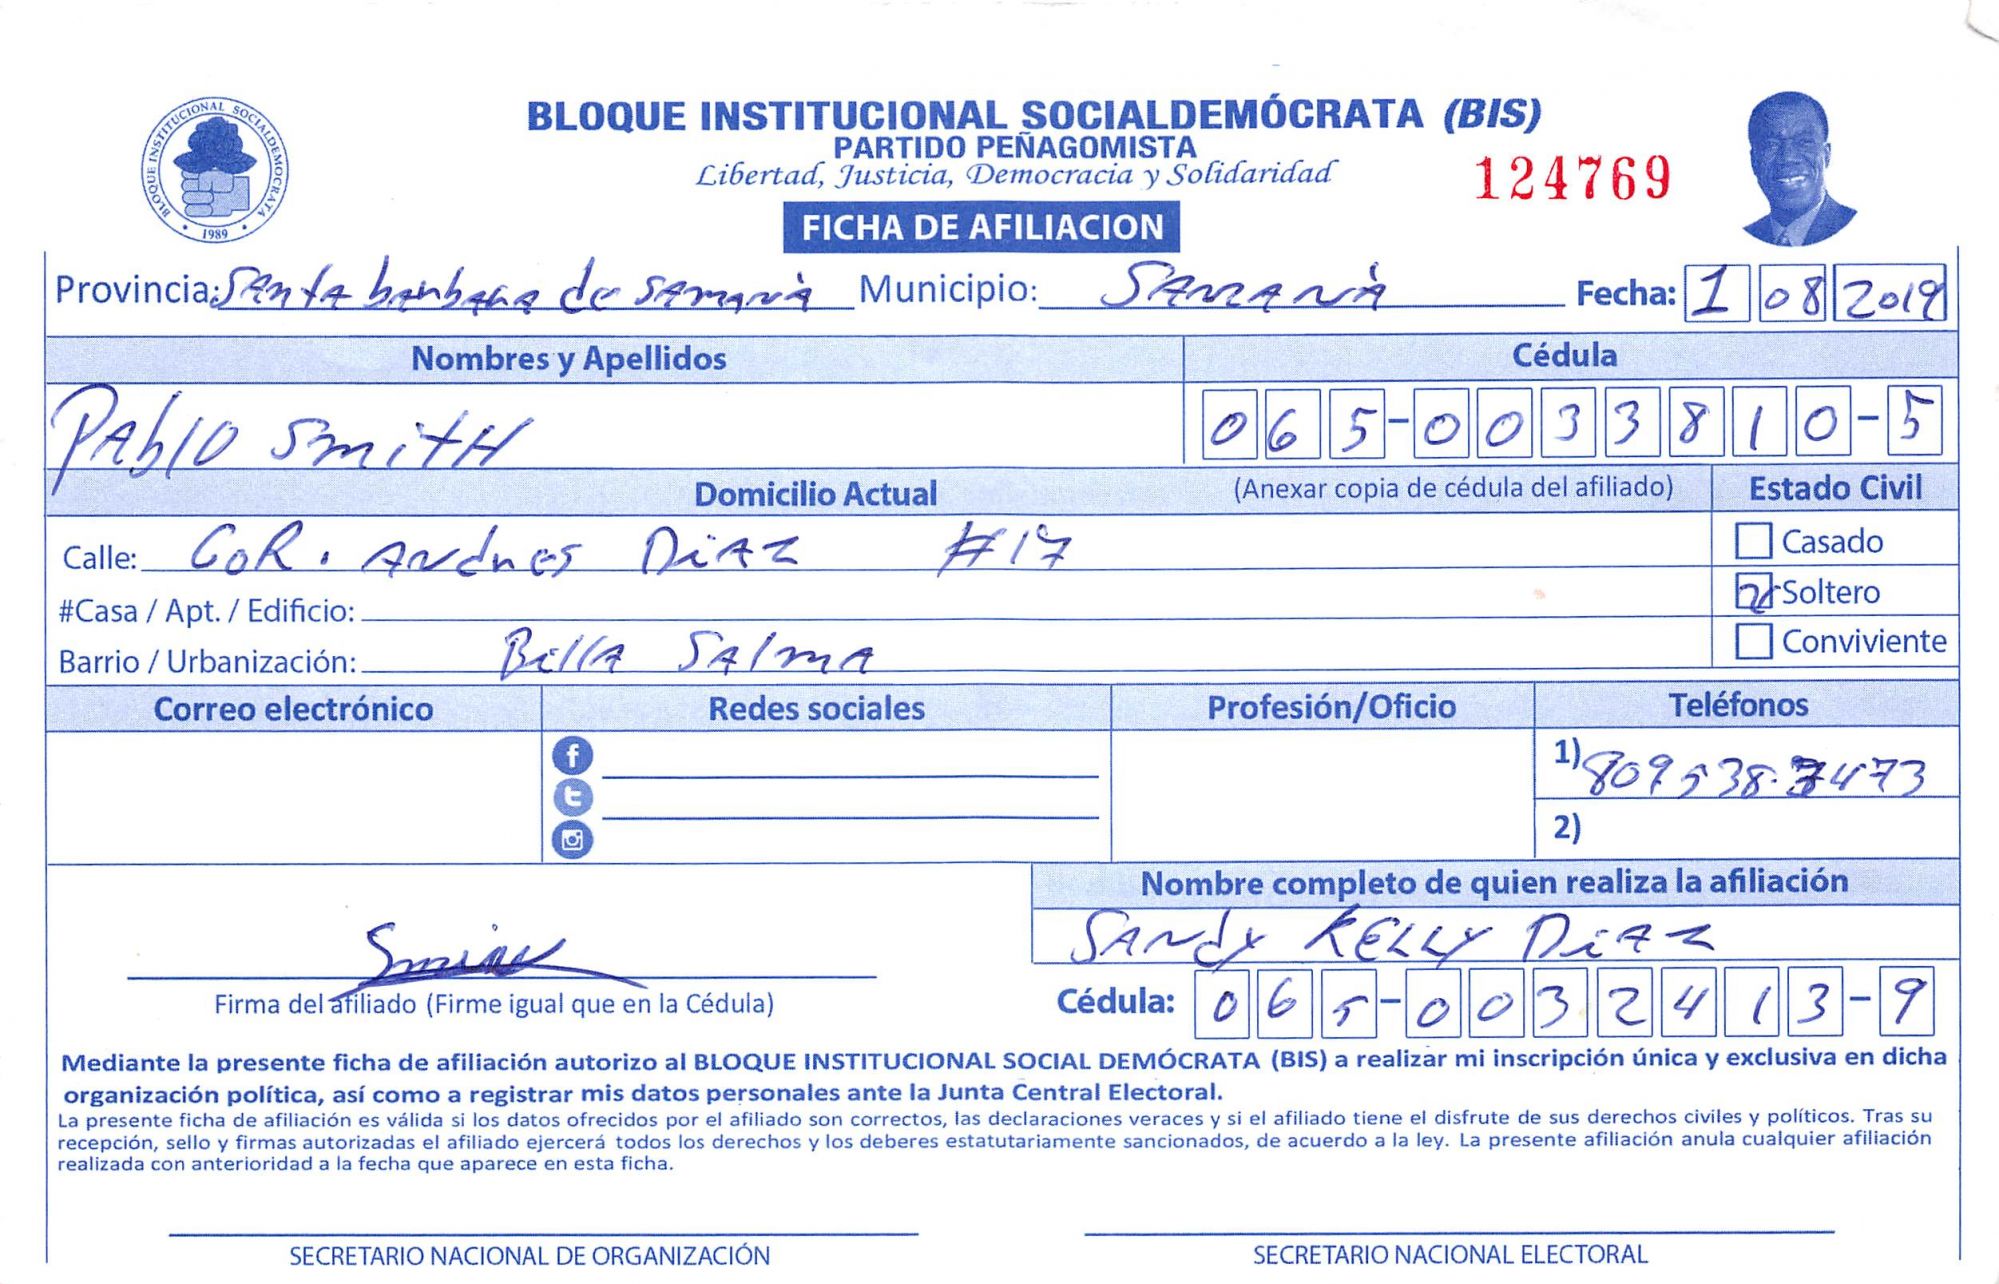 BLOQUE INSTITUCIONAL SOCIALDEMOCRATA
1989
BLOQUE INSTITUCIONAL SOCIALDEMÓCRATA (BIS)
PARTIDO PEÑAGOMISTA
Libertad, Justicia, Democracia y Solidaridad
124769
FICHA DE AFILIACION
Provincia: Santa barbara de Samanà Municipio: SAMANÀ Fecha: 1 08 2019
Nombres y Apellidos Cédula
PAblO SmitH 065-0033810-5
Domicilio Actual (Anexar copia de cédula del afiliado) Estado Civil
Calle: COR. ANdres DiAZ #17 Casado
#Casa / Apt. / Edificio: Soltero
Barrio / Urbanización: Billa SAlmA Conviviente
Correo electrónico Redes sociales Profesión/Oficio Teléfonos
1) 809 538-3473
2)
Nombre completo de quien realiza la afiliación
SANdy KELLY DiAZ
Firma del afiliado (Firme igual que en la Cédula) Cédula: 065-0032413-9
Mediante la presente ficha de afiliación autorizo al BLOQUE INSTITUCIONAL SOCIAL DEMÓCRATA (BIS) a realizar mi inscripción única y exclusiva en dicha
organización política, así como a registrar mis datos personales ante la Junta Central Electoral.
La presente ficha de afiliación es válida si los datos ofrecidos por el afiliado son correctos, las declaraciones veraces y si el afiliado tiene el disfrute de sus derechos civiles y políticos. Tras su
recepción, sello y firmas autorizadas el afiliado ejercerá todos los derechos y los deberes estatutariamente sancionados, de acuerdo a la ley. La presente afiliación anula cualquier afiliación
realizada con anterioridad a la fecha que aparece en esta ficha.
SECRETARIO NACIONAL DE ORGANIZACIÓN SECRETARIO NACIONAL ELECTORAL